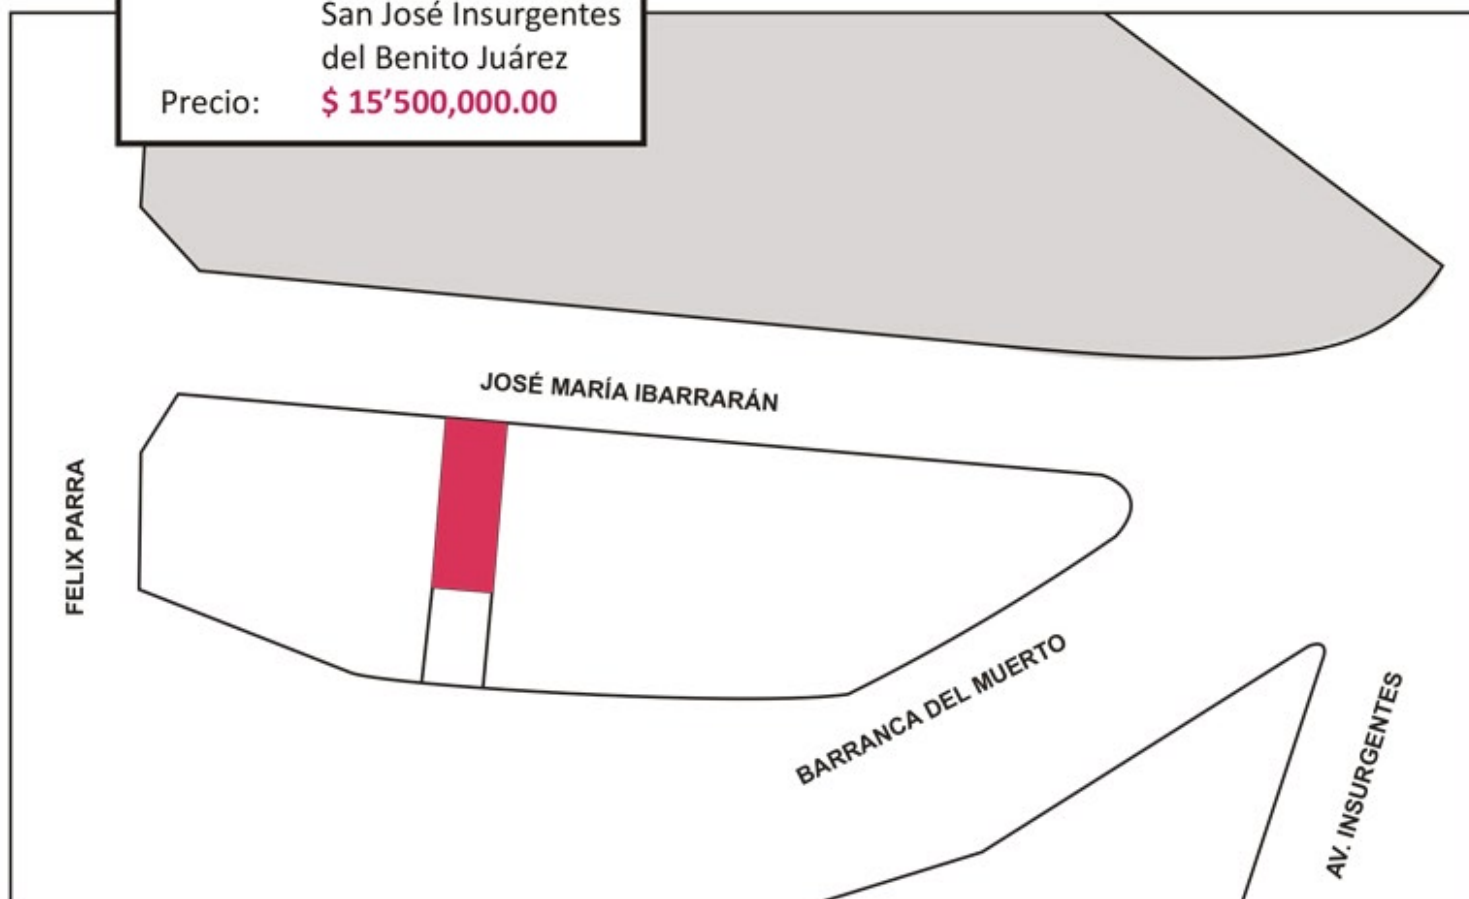 San José Insurgentes
del Benito Juárez
Precio: $ 15’500,000.00
JOSÉ MARÍA IBARRARÁN
FELIX PARRA
BARRANCA DEL MUERTO
AV. INSURGENTES